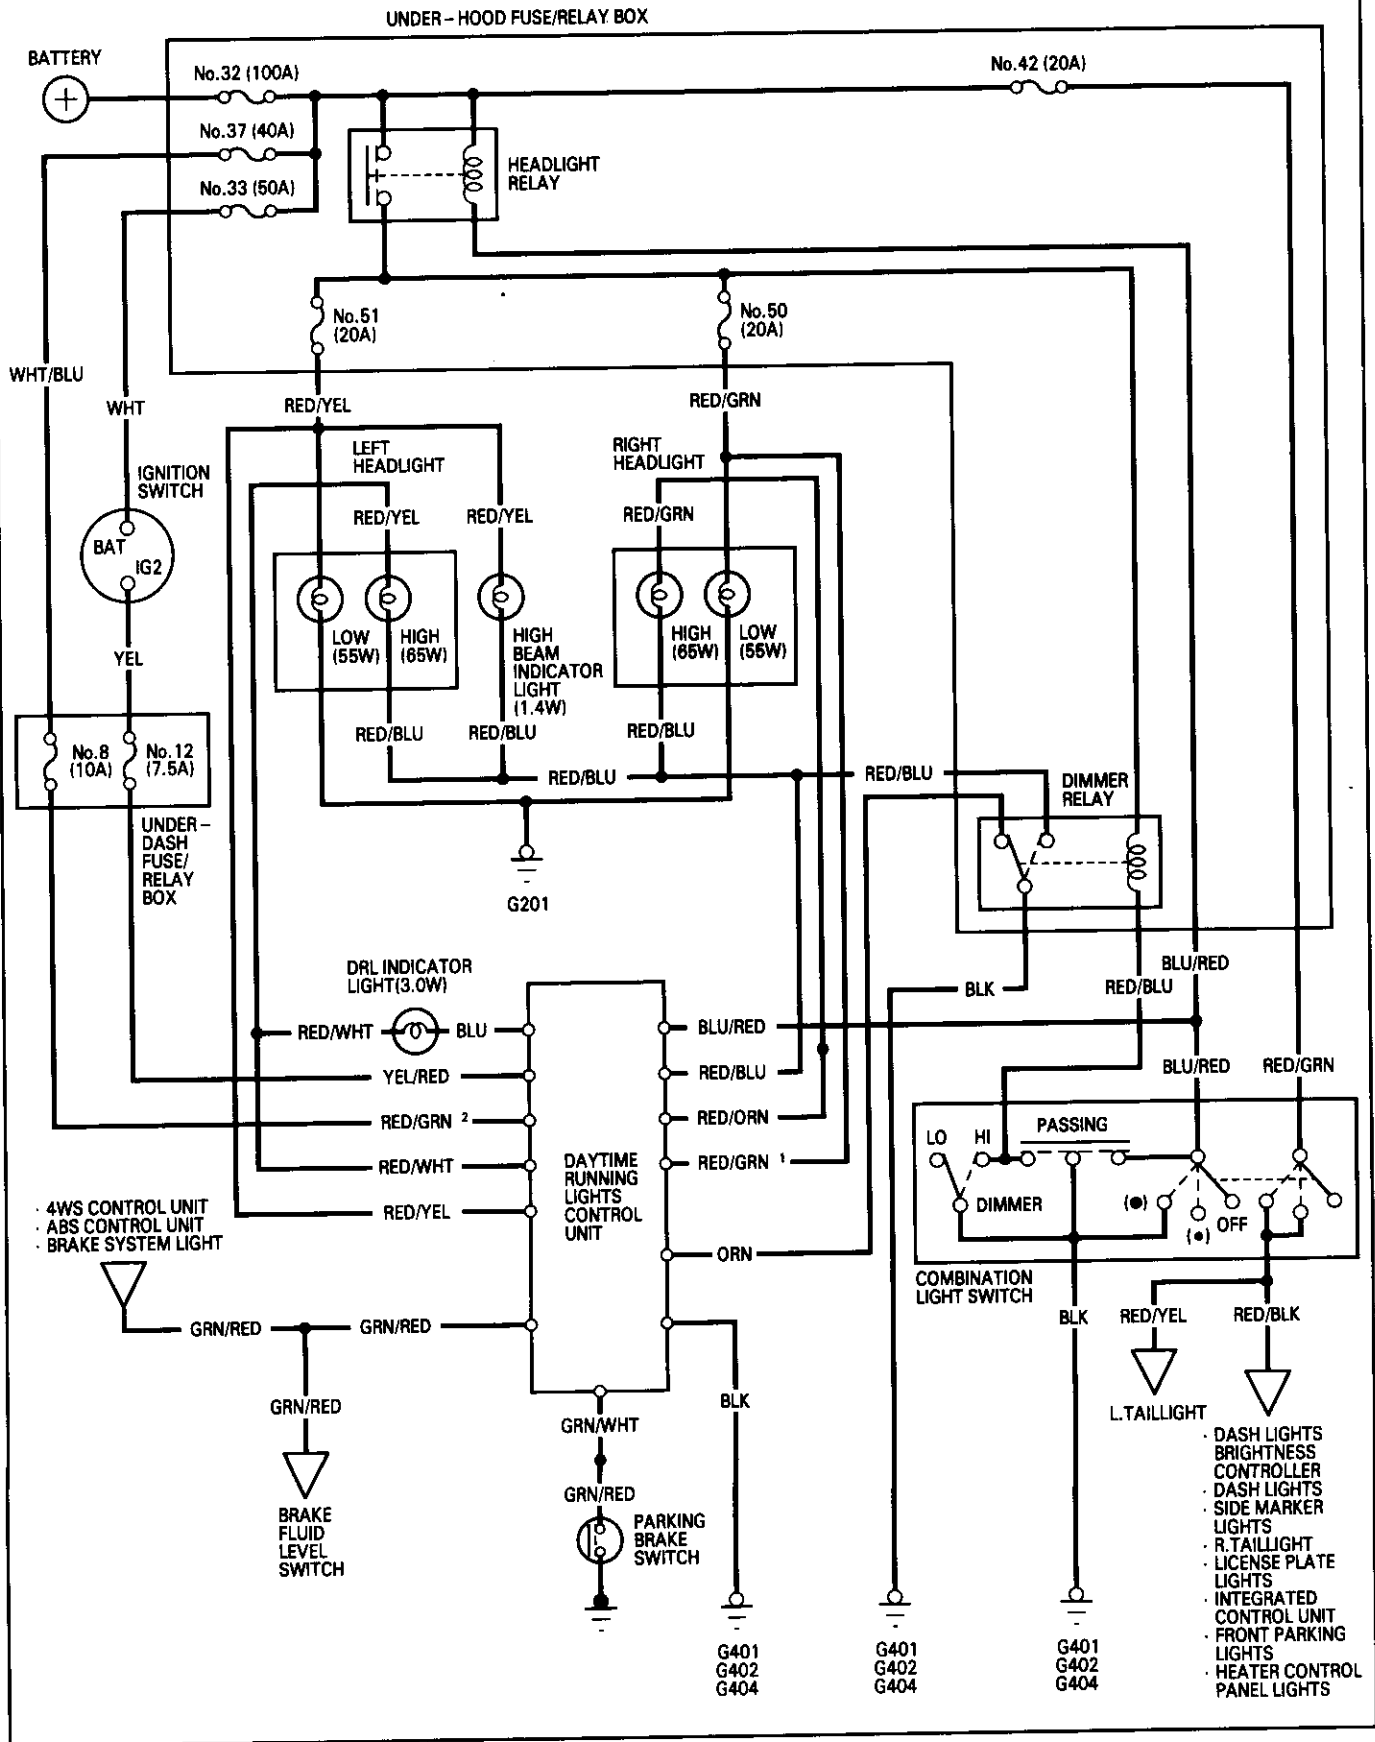 UNDER-HOOD FUSE/RELAY BOX
BATTERY
No.32 (100A)
No.42 (20A)
No.37 (40A)
HEADLIGHT
RELAY
No.33 (50A)
No.51
(20A)
No.50
(20A)
WHT/BLU
WHT
RED/YEL
RED/GRN
LEFT
HEADLIGHT
RIGHT
HEADLIGHT
IGNITION
SWITCH
RED/YEL
RED/YEL
RED/GRN
BAT
IG2
LOW
(55W)
HIGH
(65W)
HIGH
BEAM
INDICATOR
LIGHT
(1.4W)
HIGH
(65W)
LOW
(55W)
YEL
RED/BLU
RED/BLU
RED/BLU
No.8
(10A)
No.12
(7.5A)
RED/BLU
RED/BLU
DIMMER
RELAY
UNDER-
DASH
FUSE/
RELAY
BOX
G201
DRL INDICATOR
LIGHT(3.0W)
BLU/RED
RED/BLU
BLK
RED/WHT
BLU
BLU/RED
YEL/RED
RED/BLU
BLU/RED
RED/GRN
RED/GRN 2
RED/ORN
LO
HI
PASSING
RED/WHT
DAYTIME
RUNNING
LIGHTS
CONTROL
UNIT
RED/GRN 1
RED/YEL
DIMMER
(●)
(●)
OFF
· 4WS CONTROL UNIT
· ABS CONTROL UNIT
· BRAKE SYSTEM LIGHT
ORN
COMBINATION
LIGHT SWITCH
GRN/RED
GRN/RED
BLK
RED/YEL
RED/BLK
GRN/RED
GRN/WHT
BLK
L.TAILLIGHT
GRN/RED
BRAKE
FLUID
LEVEL
SWITCH
PARKING
BRAKE
SWITCH
· DASH LIGHTS
BRIGHTNESS
CONTROLLER
· DASH LIGHTS
· SIDE MARKER
LIGHTS
· R.TAILLIGHT
· LICENSE PLATE
LIGHTS
· INTEGRATED
CONTROL UNIT
· FRONT PARKING
LIGHTS
· HEATER CONTROL
PANEL LIGHTS
G401
G402
G404
G401
G402
G404
G401
G402
G404